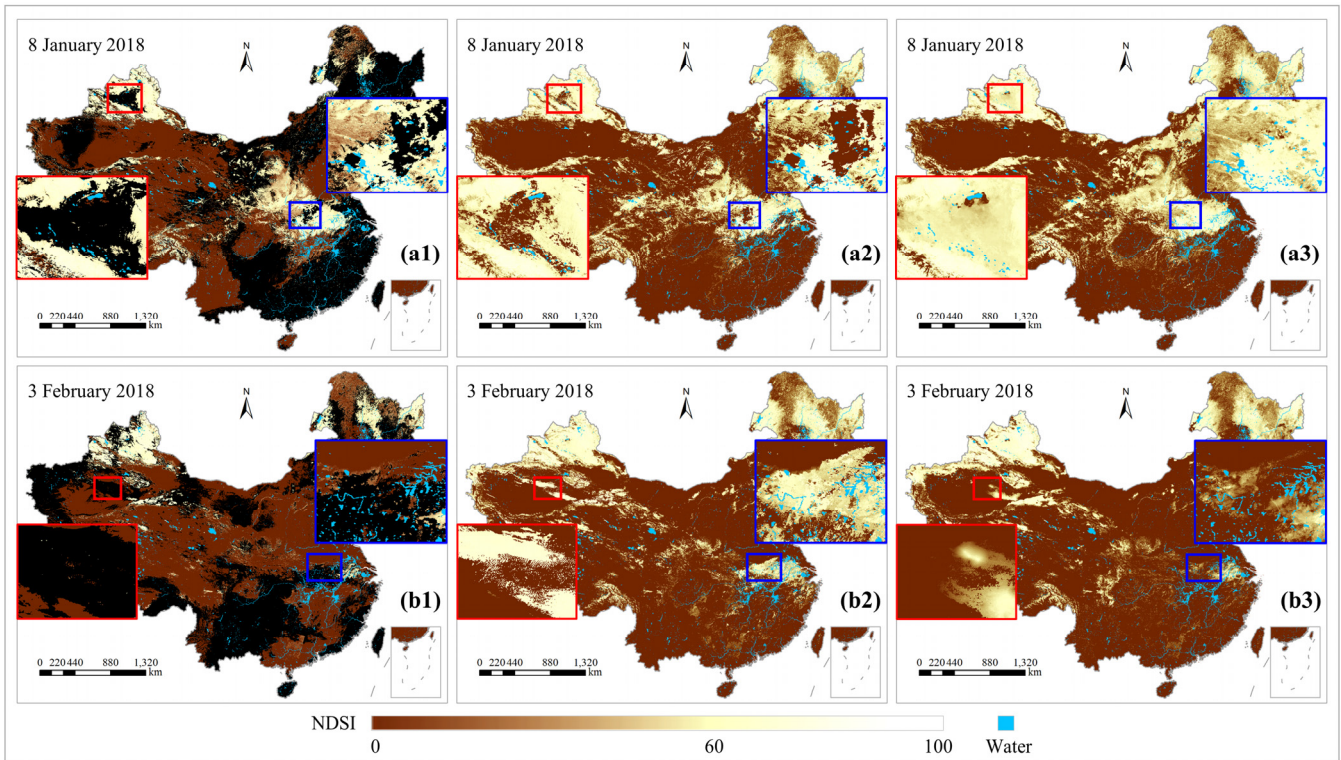 8 January 2018
N
(a1)
0 220 440 880 1,320
km
8 January 2018
N
(a2)
0 220 440 880 1,320
km
8 January 2018
N
(a3)
0 220 440 880 1,320
km
3 February 2018
N
(b1)
0 220 440 880 1,320
km
3 February 2018
N
(b2)
0 220 440 880 1,320
km
3 February 2018
N
(b3)
0 220 440 880 1,320
km
NDSI
0 60 100 Water